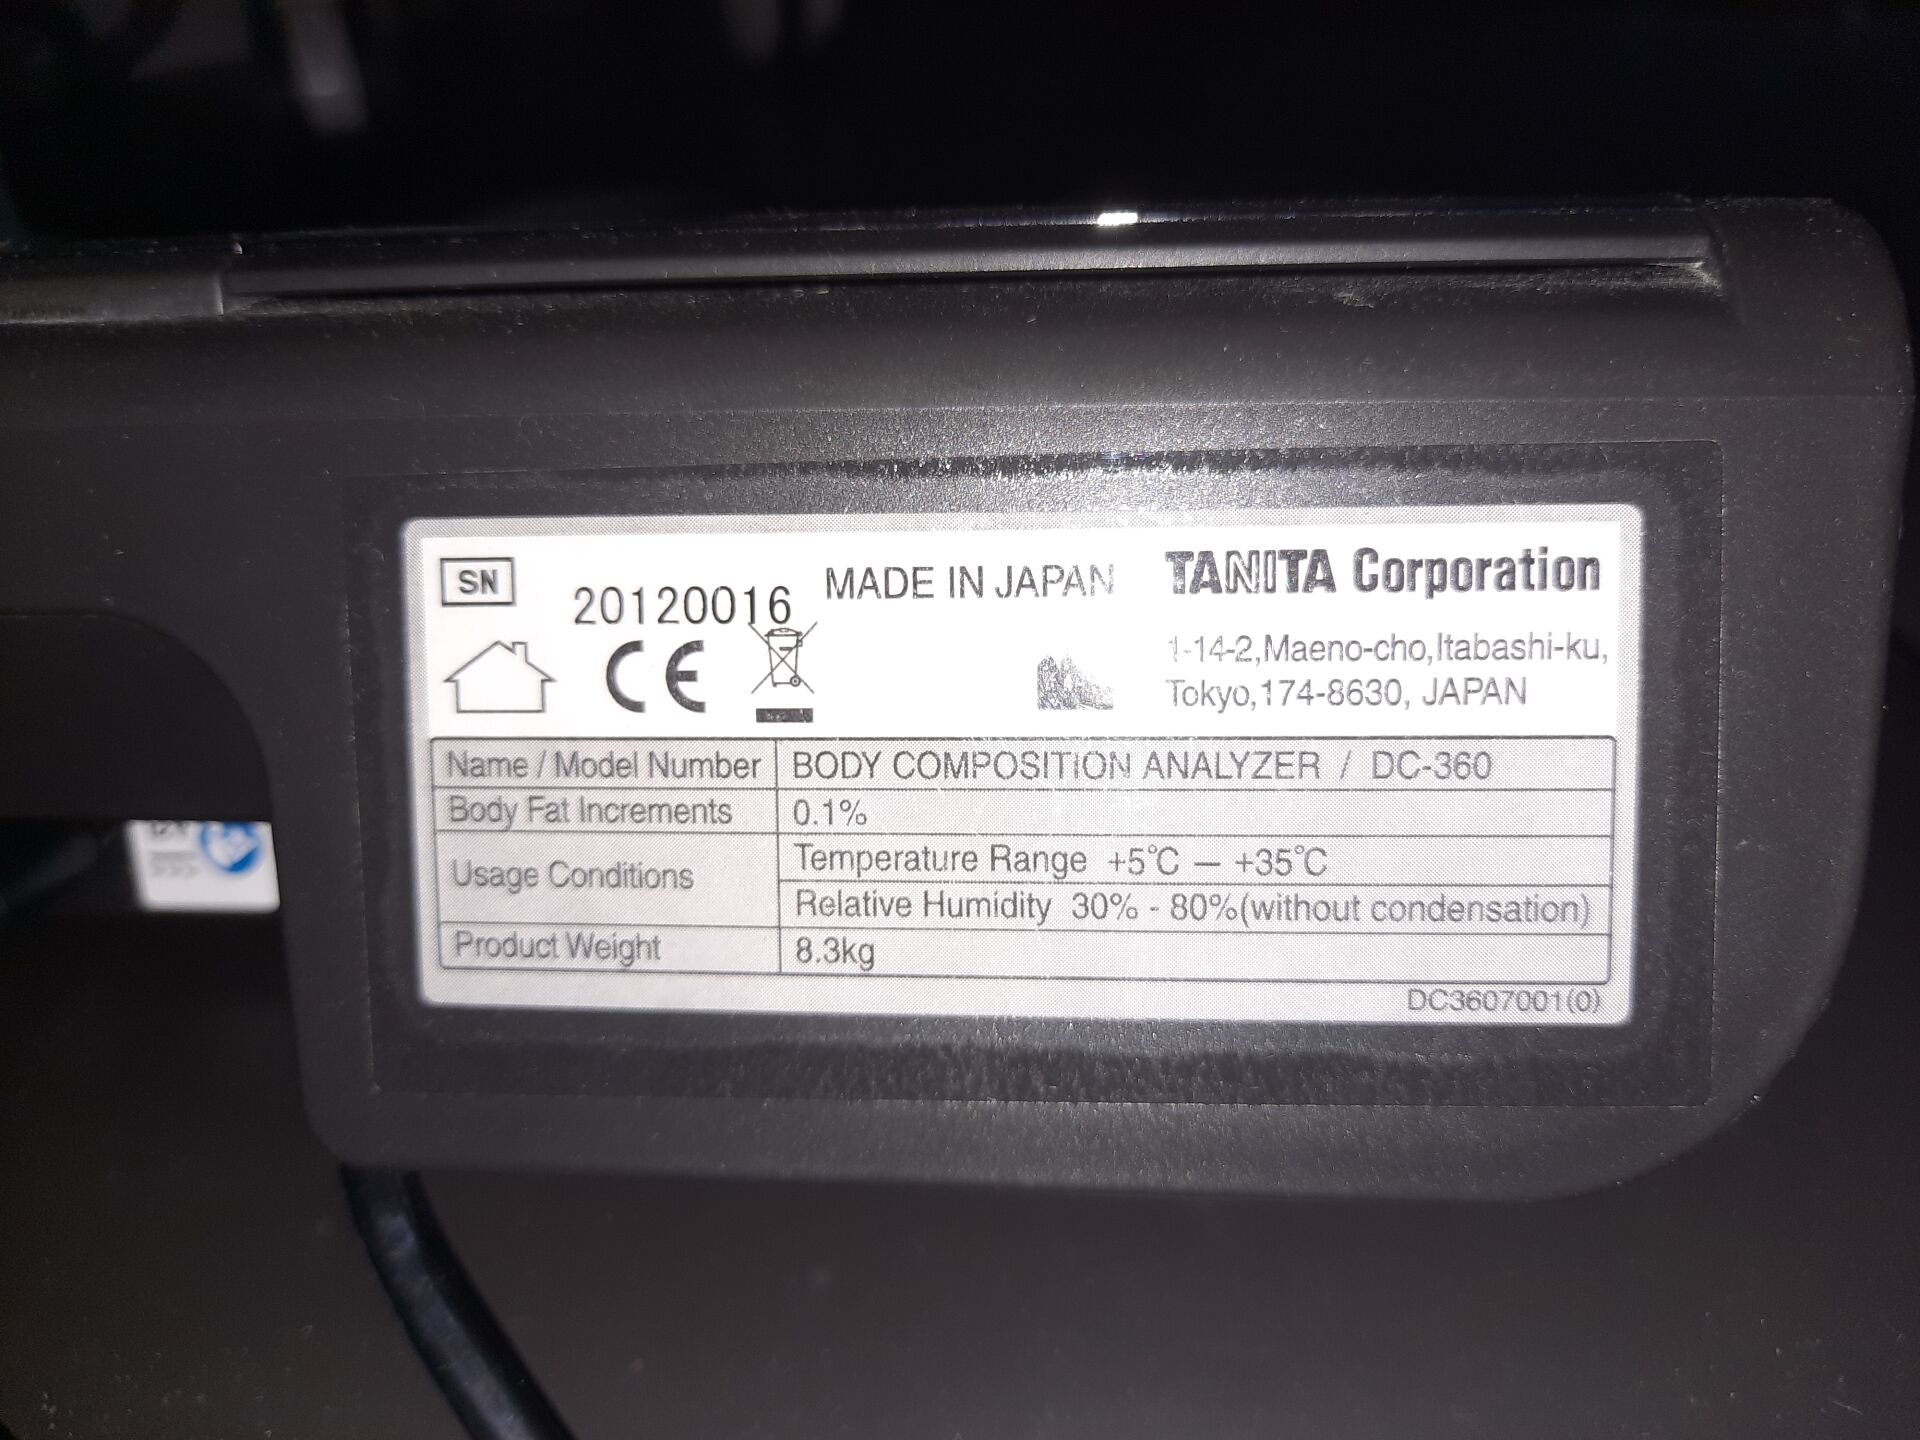 SN
20120016
MADE IN JAPAN
TANITA Corporation
1-14-2,Maeno-cho,Itabashi-ku,
Tokyo,174-8630, JAPAN
CE
Name / Model Number BODY COMPOSITION ANALYZER / DC-360
Body Fat Increments 0.1%
Usage Conditions Temperature Range +5°C — +35°C
Relative Humidity 30% - 80%(without condensation)
Product Weight 8.3kg
DC3607001(0)